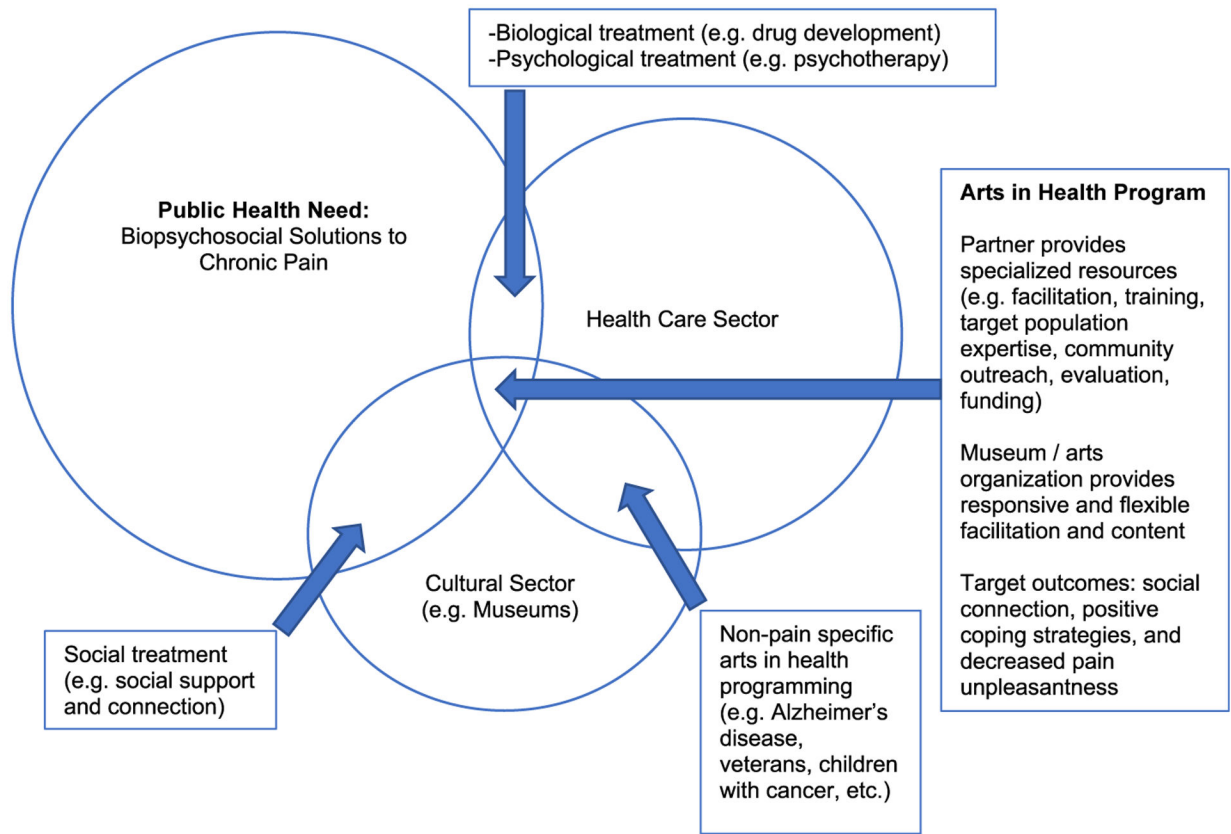 -Biological treatment (e.g. drug development)
-Psychological treatment (e.g. psychotherapy)
Public Health Need:
Biopsychosocial Solutions to
Chronic Pain
Health Care Sector
Arts in Health Program
Partner provides
specialized resources
(e.g. facilitation, training,
target population
expertise, community
outreach, evaluation,
funding)
Museum / arts
organization provides
responsive and flexible
facilitation and content
Target outcomes: social
connection, positive
coping strategies, and
decreased pain
unpleasantness
Cultural Sector
(e.g. Museums)
Social treatment
(e.g. social support
and connection)
Non-pain specific
arts in health
programming
(e.g. Alzheimer’s
disease,
veterans, children
with cancer, etc.)